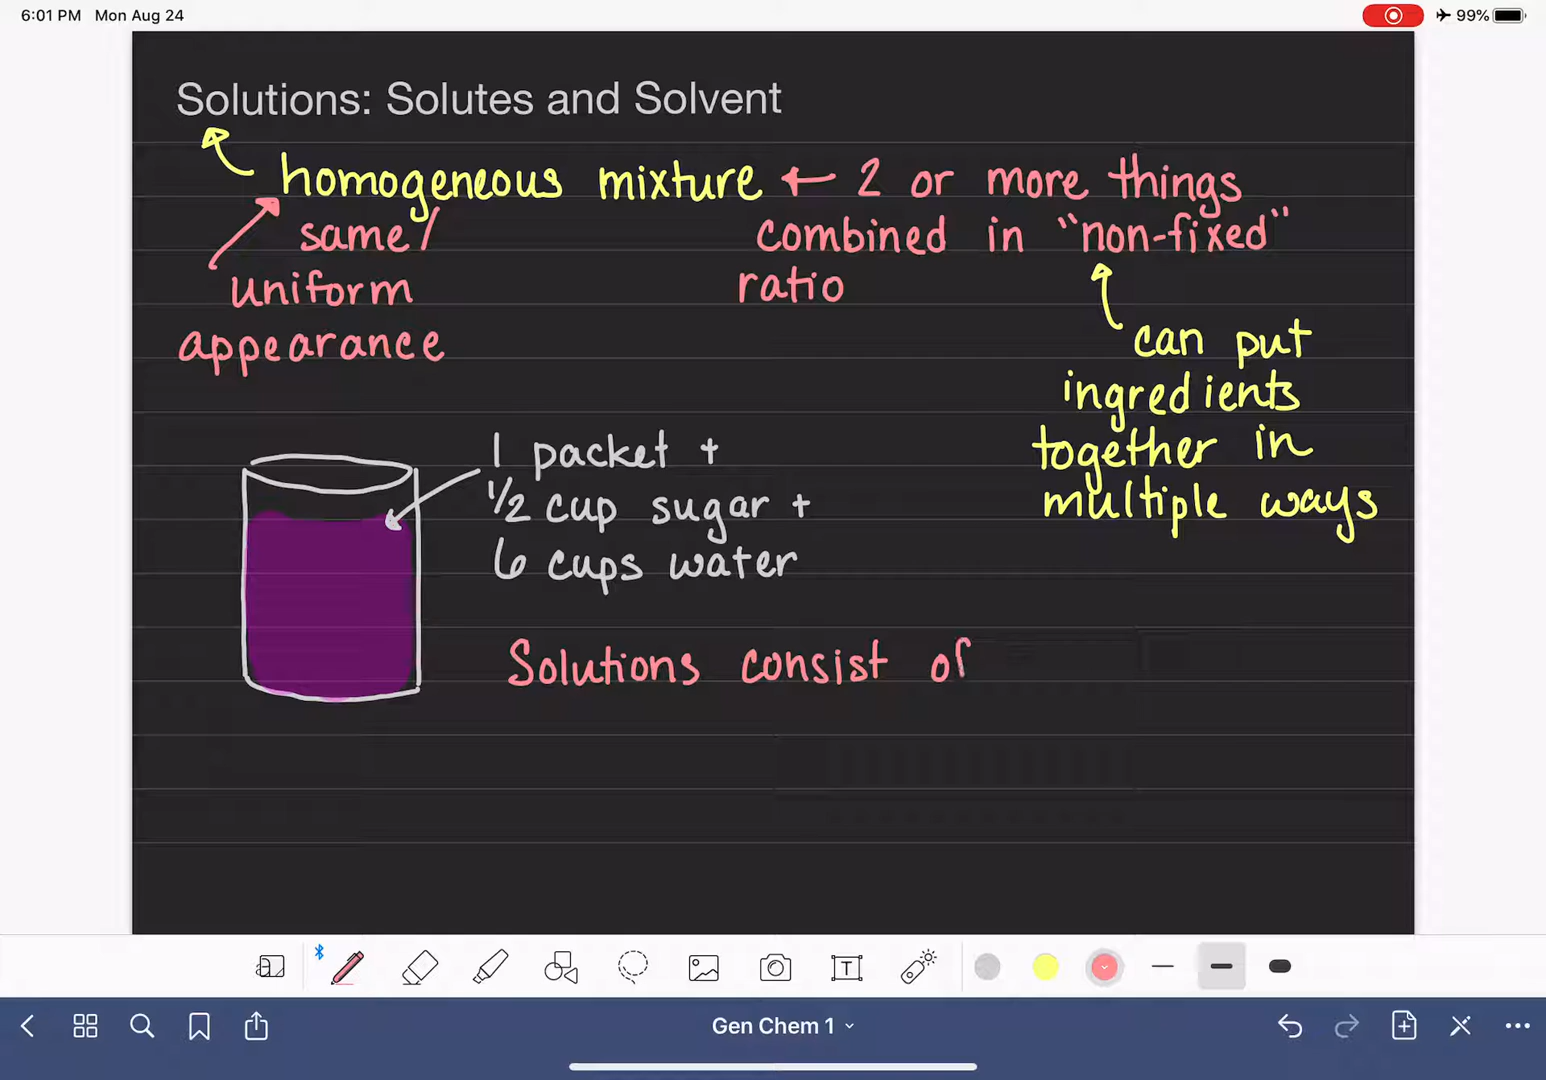 6:01 PM Mon Aug 24
99%
Solutions: Solutes and Solvent
homogeneous mixture ← 2 or more things
same/
combined in "non-fixed"
uniform
ratio
appearance
can put
ingredients
together in
multiple ways
1 packet +
1/2 cup sugar +
6 cups water
Solutions consist of
T
Gen Chem 1